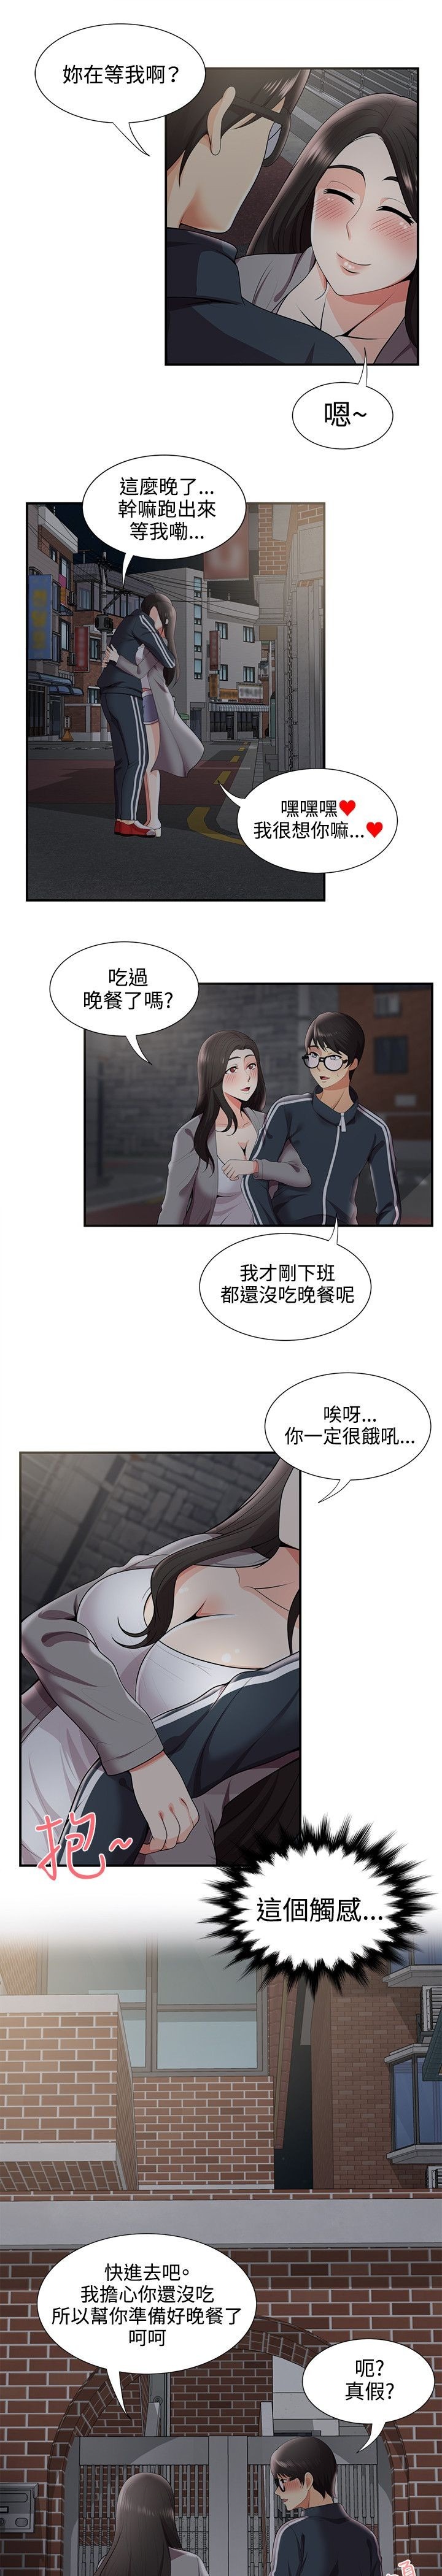 妳在等我啊？
嗯~
這麼晚了...
幹嘛跑出來
等我嘞...
嘿嘿嘿♥
我很想你嘛...♥
吃過
晚餐了嗎?
我才剛下班
都還沒吃晚餐呢
唉呀...
你一定很餓吼...
抱~
這個觸感...
快進去吧。
我擔心你還沒吃
所以幫你準備好晚餐了
呵呵
呃?
真假?